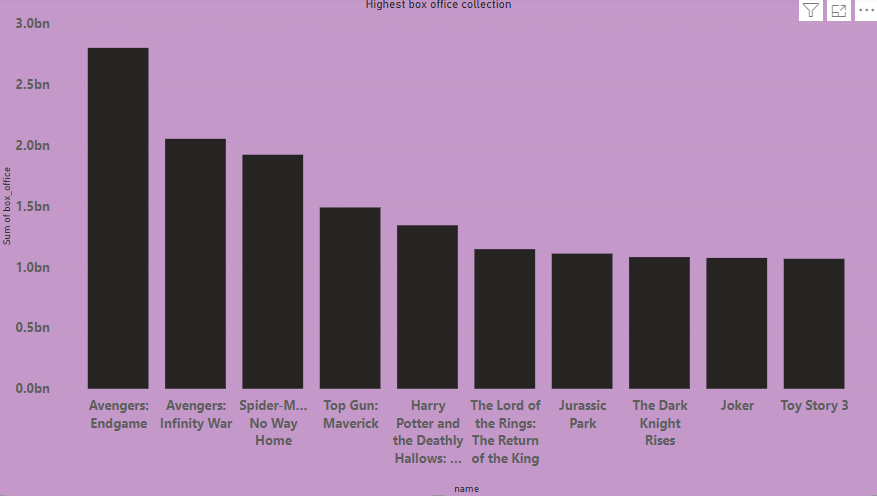 Highest box office collection
3.0bn
2.5bn
2.0bn
1.5bn
1.0bn
0.5bn
0.0bn
Sum of box_office
Avengers:
Endgame
Avengers:
Infinity War
Spider-M...
No Way
Home
Top Gun:
Maverick
Harry
Potter and
the Deathly
Hallows: ...
The Lord of
the Rings:
The Return
of the King
Jurassic
Park
The Dark
Knight
Rises
Joker
Toy Story 3
name